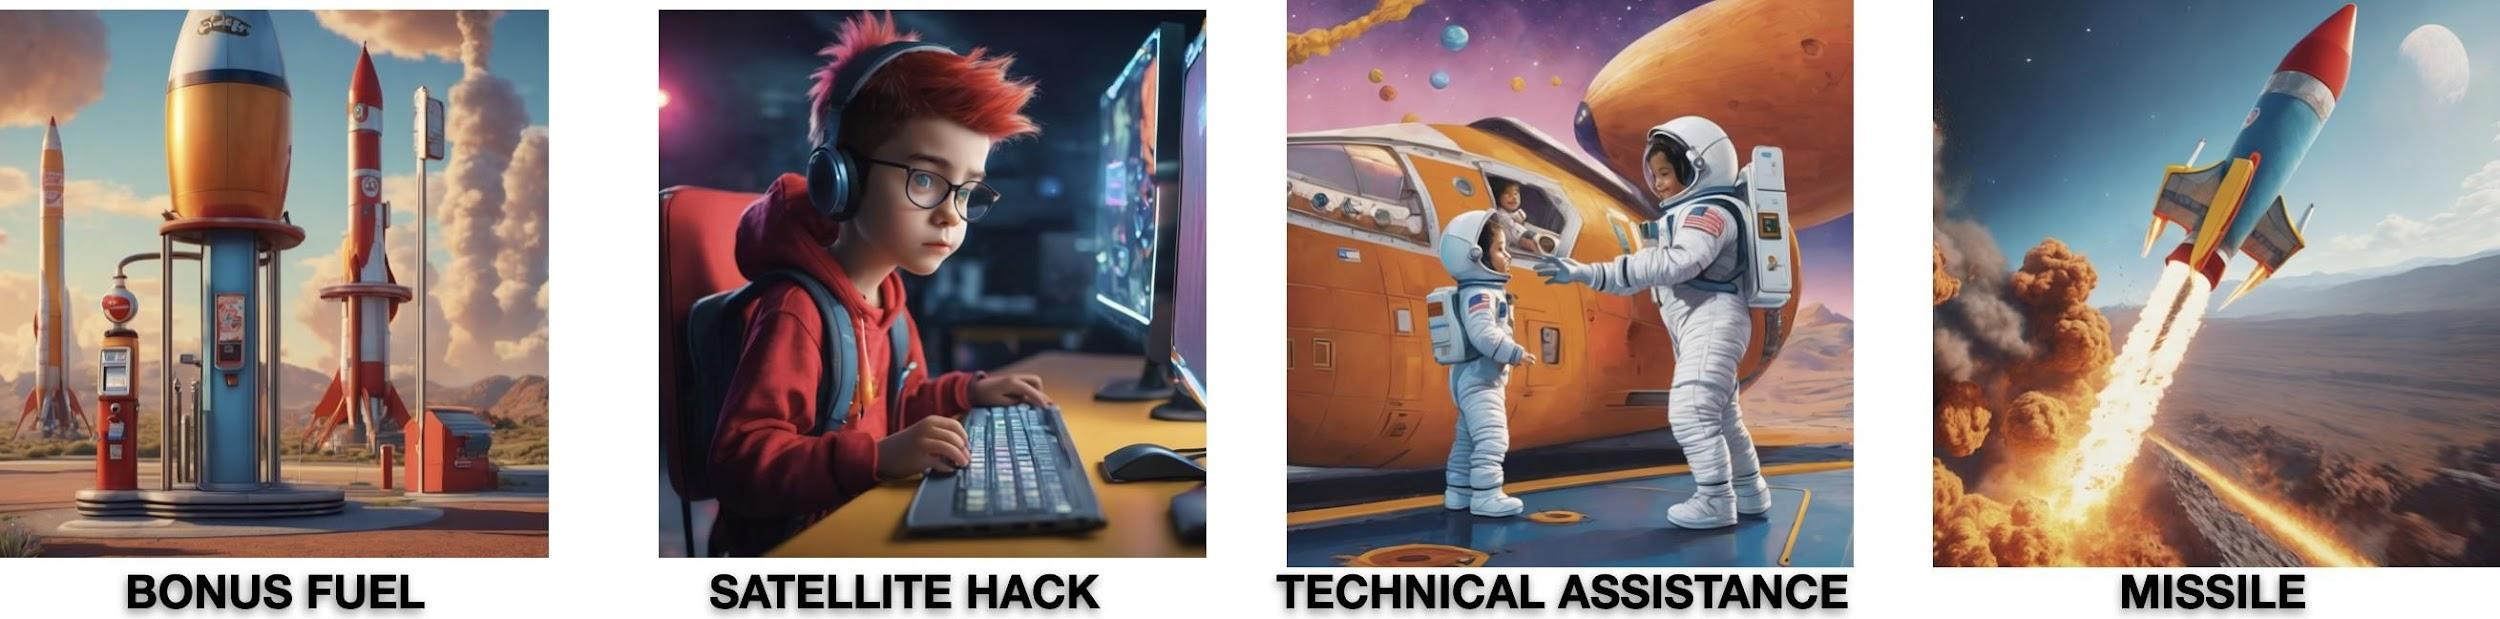 BONUS FUEL
SATELLITE HACK
TECHNICAL ASSISTANCE
MISSILE